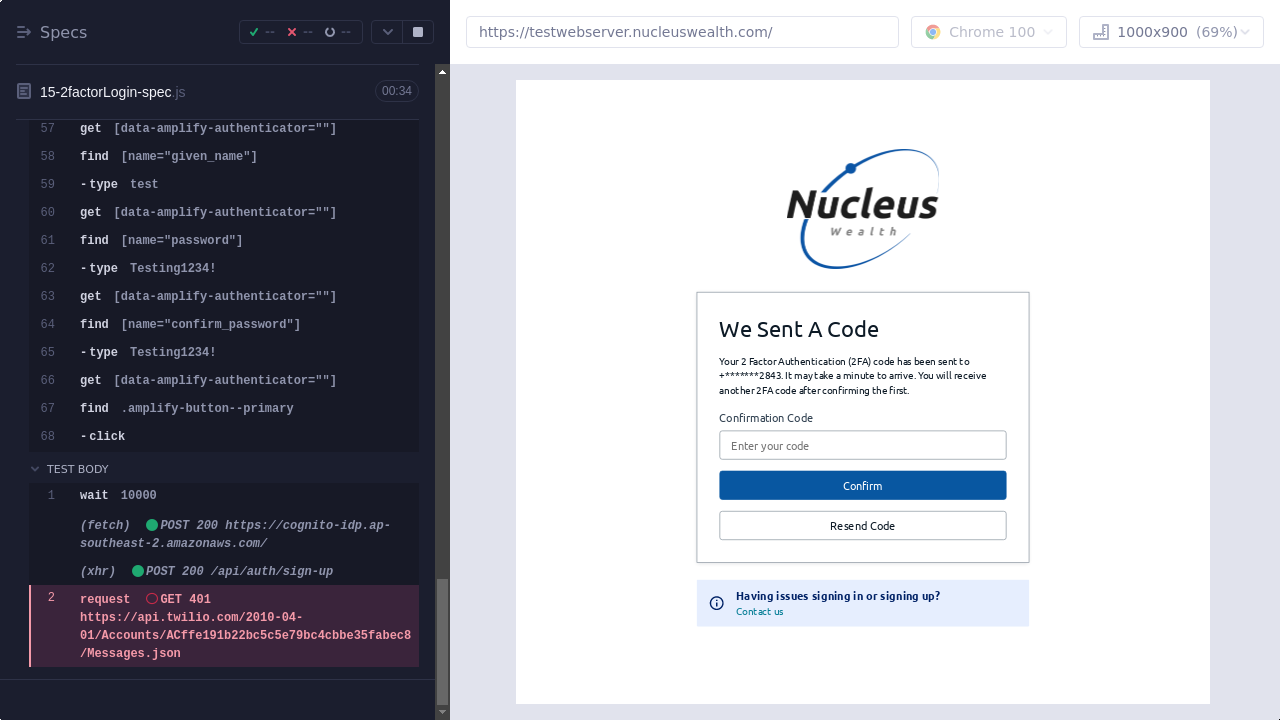 Specs
--
--
--
15-2factorLogin-spec.js
00:34
57 get [data-amplify-authenticator=""]
58 find [name="given_name"]
59 -type test
60 get [data-amplify-authenticator=""]
61 find [name="password"]
62 -type Testing1234!
63 get [data-amplify-authenticator=""]
64 find [name="confirm_password"]
65 -type Testing1234!
66 get [data-amplify-authenticator=""]
67 find .amplify-button--primary
68 -click
TEST BODY
1 wait 10000
(fetch) POST 200 https://cognito-idp.ap-
southeast-2.amazonaws.com/
(xhr) POST 200 /api/auth/sign-up
2 request GET 401
https://api.twilio.com/2010-04-
01/Accounts/ACffe191b22bc5c5e79bc4cbbe35fabec8
/Messages.json
https://testwebserver.nucleuswealth.com/
Chrome 100
1000x900 (69%)
Nucleus
Wealth
We Sent A Code
Your 2 Factor Authentication (2FA) code has been sent to
+*******2843. It may take a minute to arrive. You will receive
another 2FA code after confirming the first.
Confirmation Code
Enter your code
Confirm
Resend Code
Having issues signing in or signing up?
Contact us